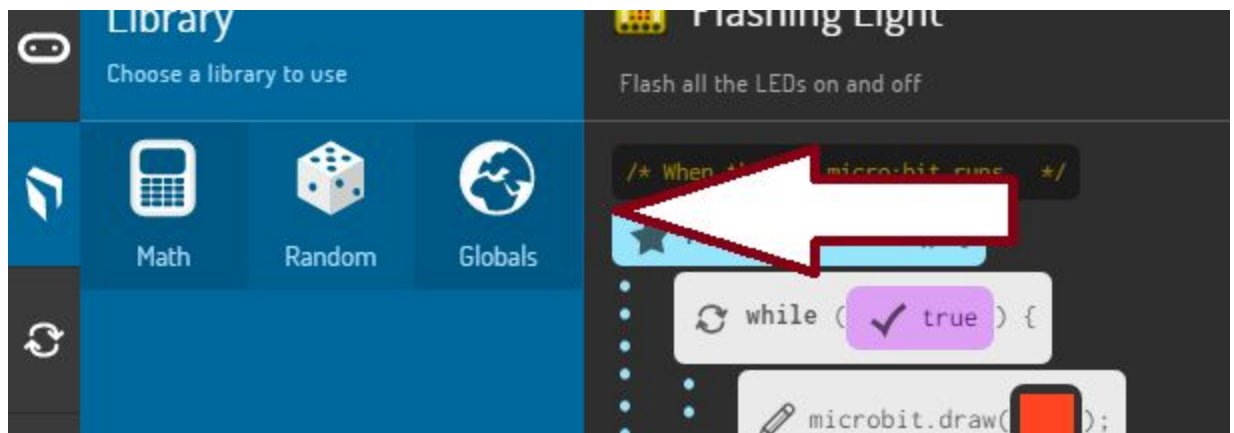 Library
Choose a library to use
Math
Random
Globals
Flashing Light
Flash all the LEDs on and off
/* When micro:bit runs */
while ( true ) {
microbit.draw( );